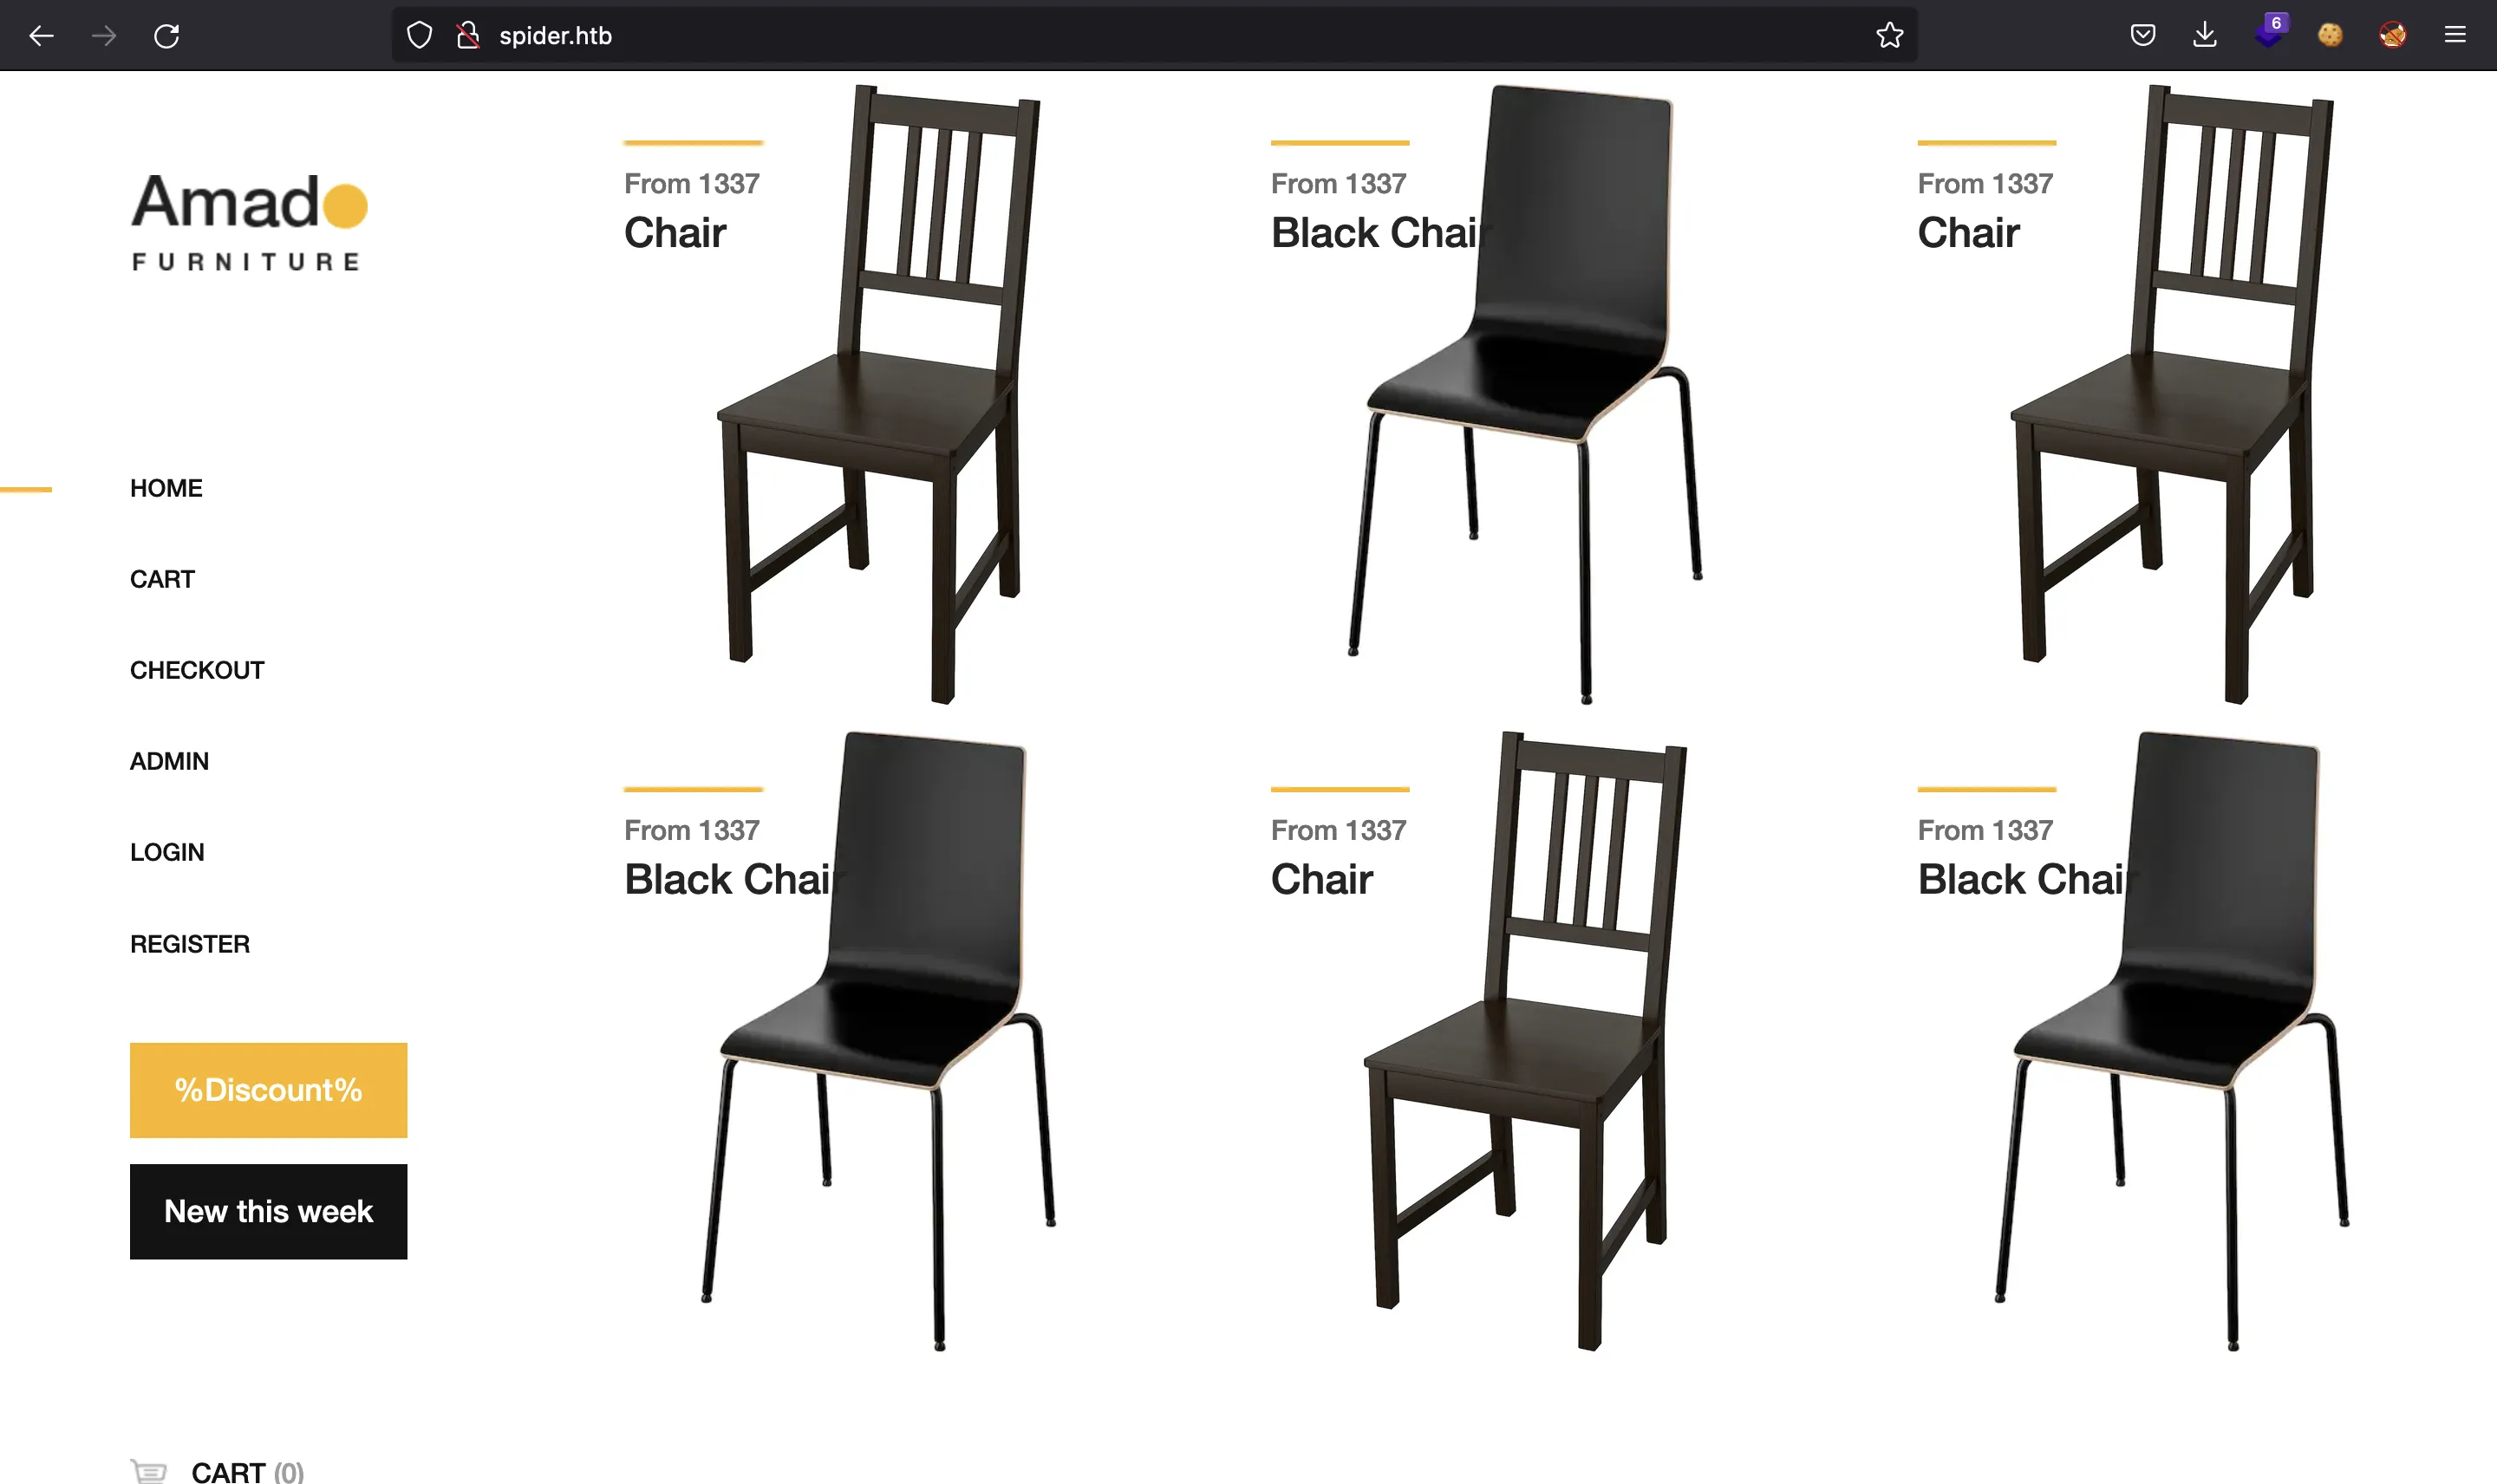 spider.htb
6
Amado
FURNITURE
HOME
CART
CHECKOUT
ADMIN
LOGIN
REGISTER
%Discount%
New this week
CART (0)
From 1337
Chair
From 1337
Black Chair
From 1337
Chair
From 1337
Black Chair
From 1337
Chair
From 1337
Black Chair